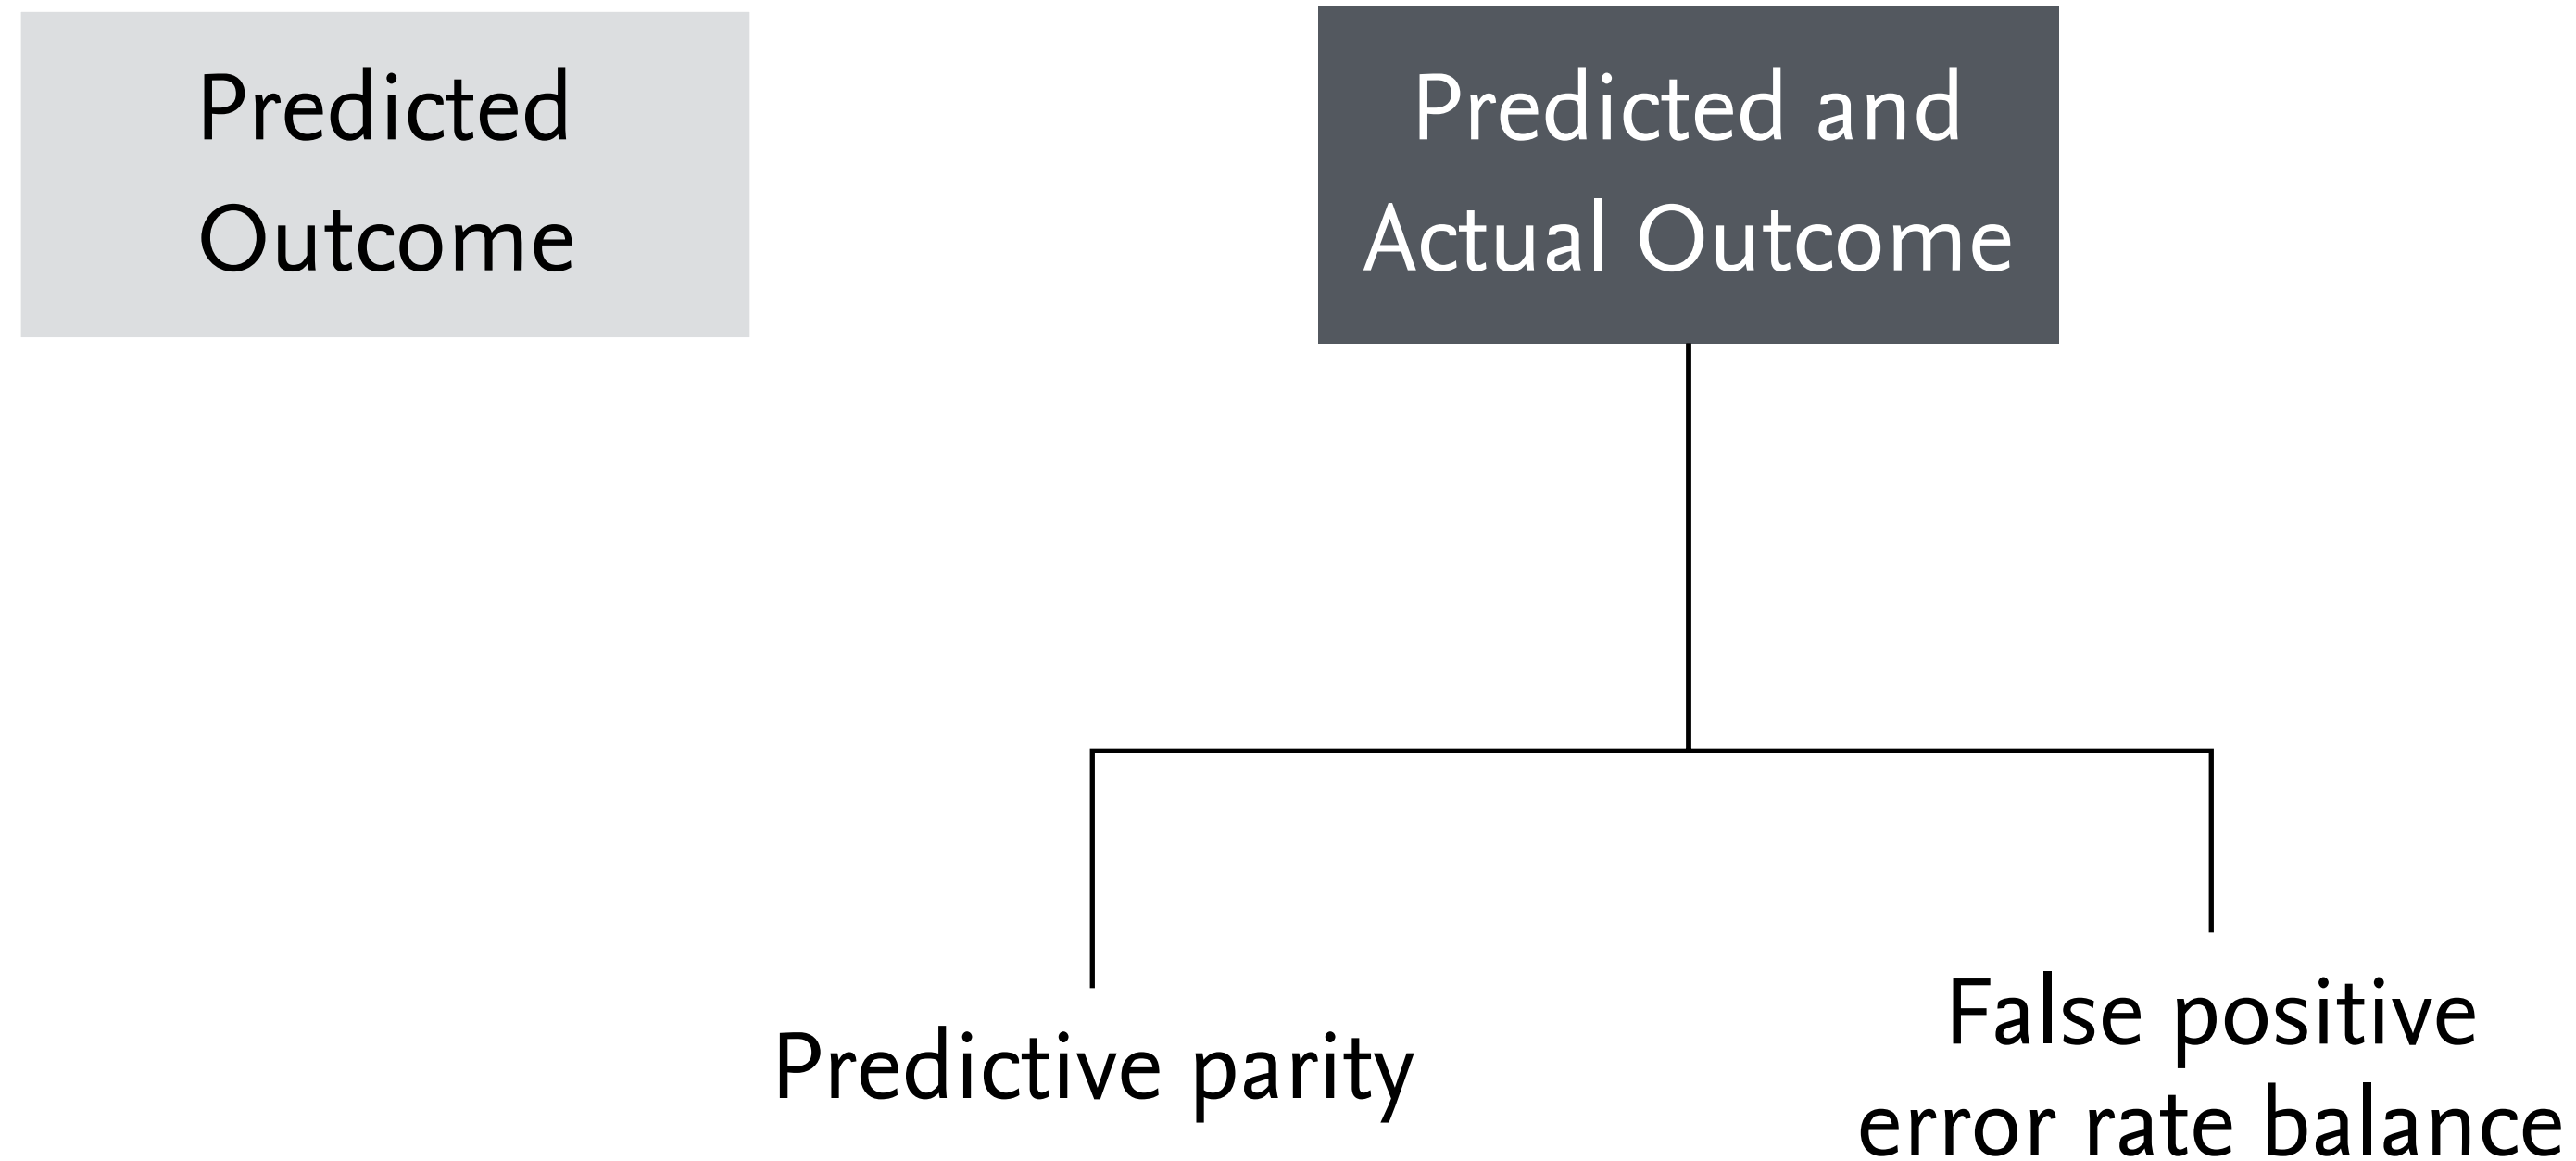 Predicted
Outcome
Predicted and
Actual Outcome
Predictive parity
False positive
error rate balance